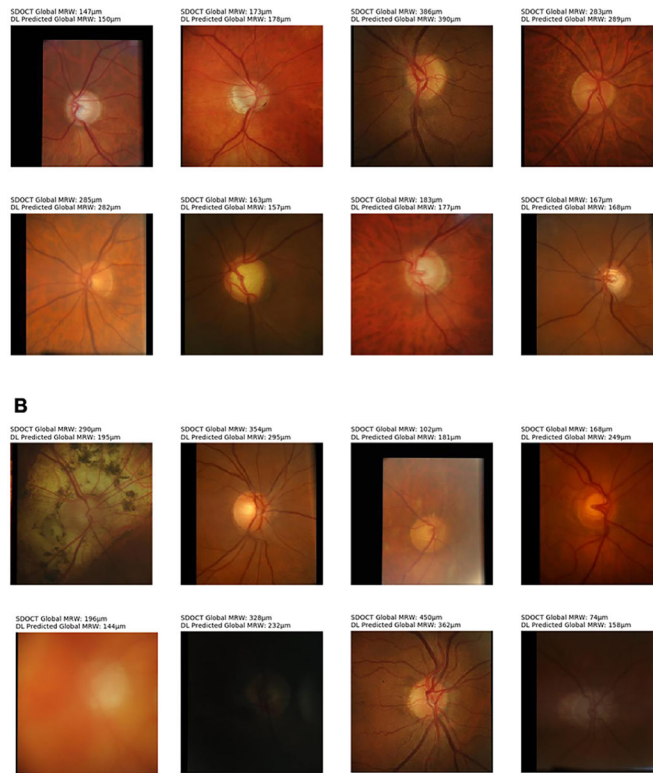 SDOCT Global MRW: 147μm
DL Predicted Global MRW: 150μm
SDOCT Global MRW: 173μm
DL Predicted Global MRW: 178μm
SDOCT Global MRW: 386μm
DL Predicted Global MRW: 390μm
SDOCT Global MRW: 283μm
DL Predicted Global MRW: 289μm
SDOCT Global MRW: 285μm
DL Predicted Global MRW: 282μm
SDOCT Global MRW: 163μm
DL Predicted Global MRW: 157μm
SDOCT Global MRW: 183μm
DL Predicted Global MRW: 177μm
SDOCT Global MRW: 167μm
DL Predicted Global MRW: 168μm
B
SDOCT Global MRW: 290μm
DL Predicted Global MRW: 195μm
SDOCT Global MRW: 354μm
DL Predicted Global MRW: 295μm
SDOCT Global MRW: 102μm
DL Predicted Global MRW: 181μm
SDOCT Global MRW: 168μm
DL Predicted Global MRW: 249μm
SDOCT Global MRW: 196μm
DL Predicted Global MRW: 144μm
SDOCT Global MRW: 328μm
DL Predicted Global MRW: 232μm
SDOCT Global MRW: 450μm
DL Predicted Global MRW: 362μm
SDOCT Global MRW: 74μm
DL Predicted Global MRW: 158μm